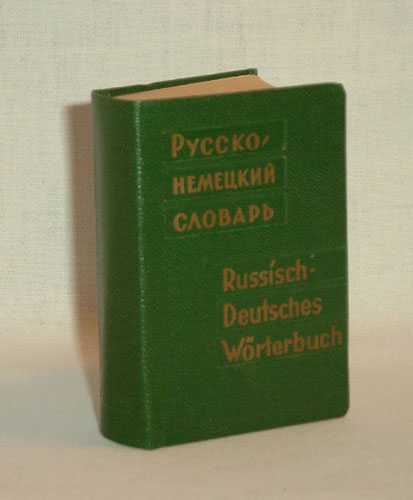 Русско-
немецкий
словарь
Russisch-
Deutsches
Wörterbuch